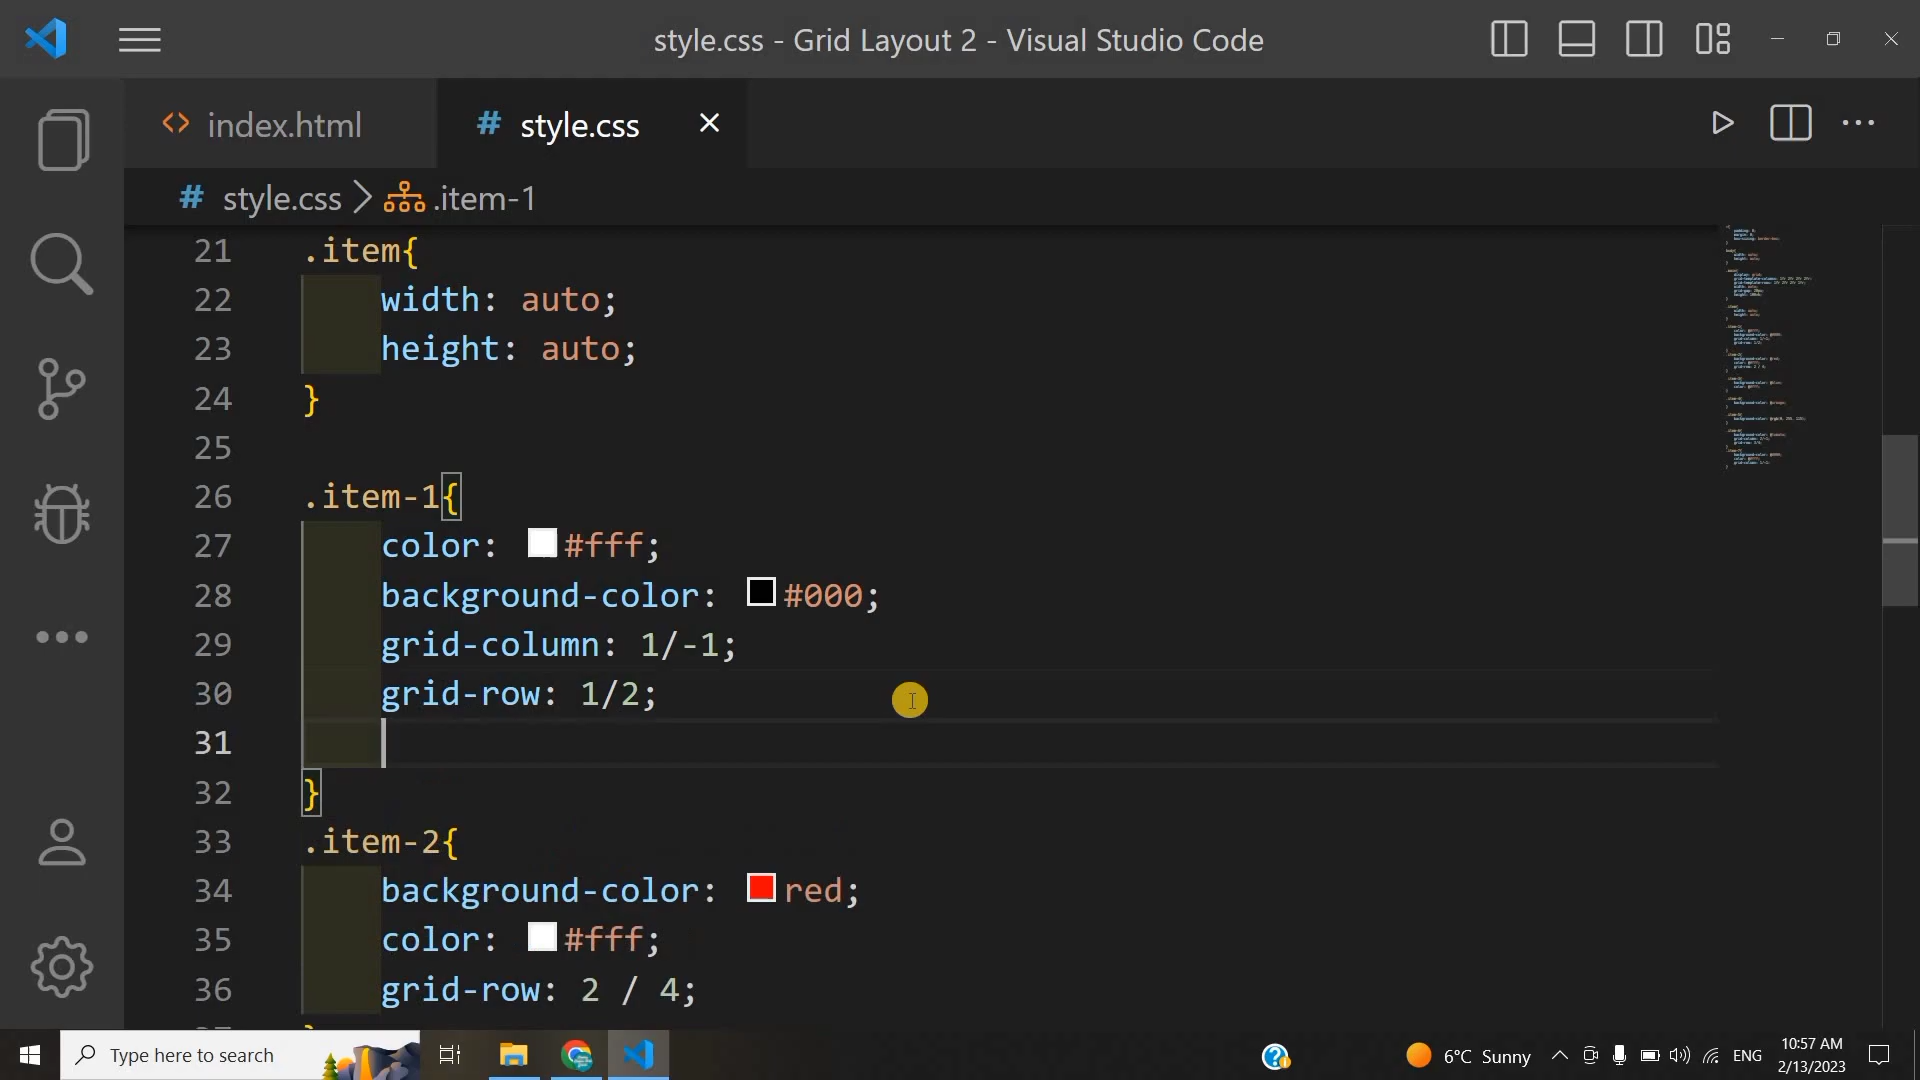 style.css - Grid Layout 2 - Visual Studio Code
index.html
# style.css
# style.css > .item-1
21 .item{
22 width: auto;
23 height: auto;
24 }
25
26 .item-1{
27 color: #fff;
28 background-color: #000;
29 grid-column: 1/-1;
30 grid-row: 1/2;
31
32 }
33 .item-2{
34 background-color: red;
35 color: #fff;
36 grid-row: 2 / 4;
Type here to search
6°C Sunny
ENG
10:57 AM
2/13/2023